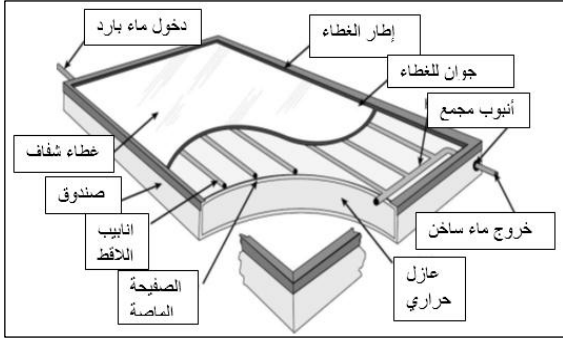 دخول ماء بارد
إطار الغطاء
جوان للغطاء
أنبوب مجمع
غطاء شفاف
صندوق
انابيب
اللاقط
الصفيحة
الماصة
عازل
حراري
خروج ماء ساخن